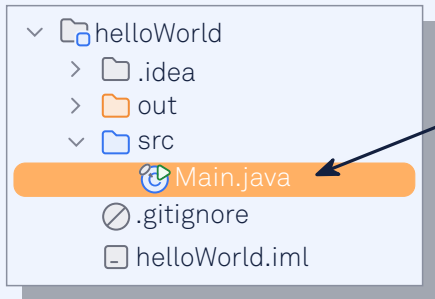 helloWorld
.idea
out
src
Main.java
.gitignore
helloWorld.iml